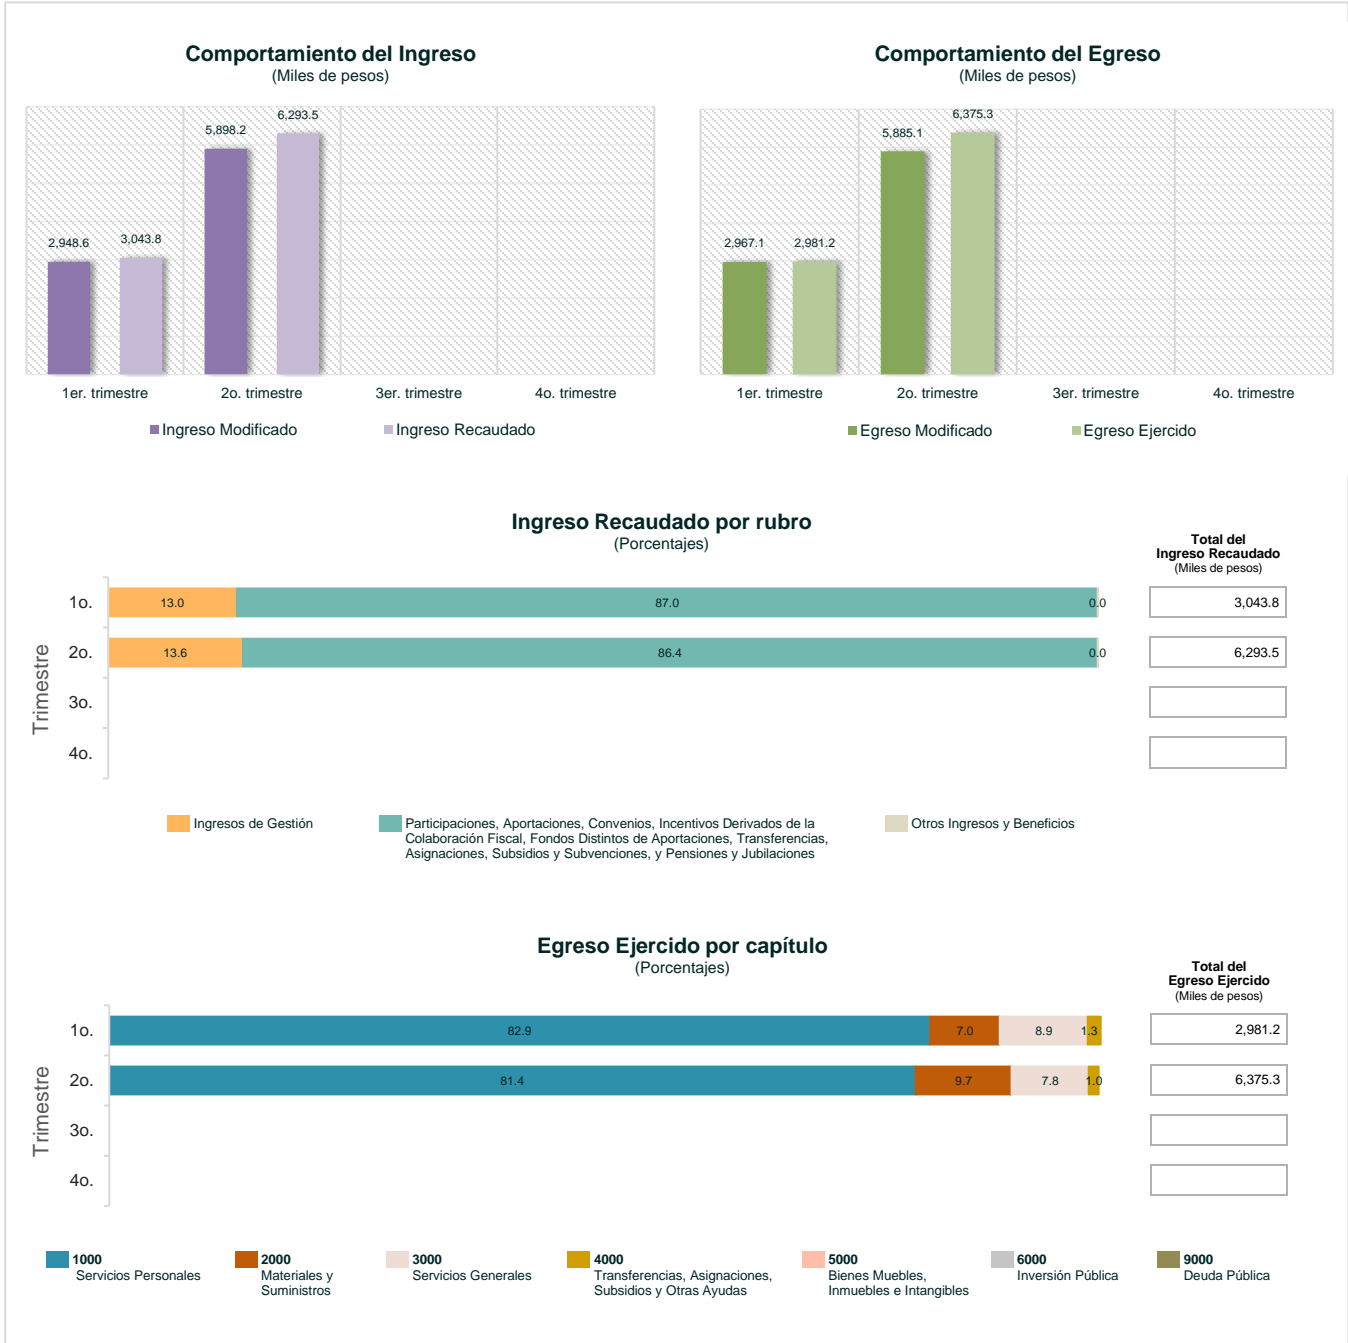 Comportamiento del Ingreso
(Miles de pesos)
2,948.6
3,043.8
5,898.2
6,293.5
1er. trimestre
2o. trimestre
3er. trimestre
4o. trimestre
Ingreso Modificado
Ingreso Recaudado
Comportamiento del Egreso
(Miles de pesos)
2,967.1
2,981.2
5,885.1
6,375.3
1er. trimestre
2o. trimestre
3er. trimestre
4o. trimestre
Egreso Modificado
Egreso Ejercido
Ingreso Recaudado por rubro
(Porcentajes)
Total del
Ingreso Recaudado
(Miles de pesos)
Trimestre
1o.
13.0
87.0
0.0
3,043.8
2o.
13.6
86.4
0.0
6,293.5
3o.
4o.
Ingresos de Gestión
Participaciones, Aportaciones, Convenios, Incentivos Derivados de la
Colaboración Fiscal, Fondos Distintos de Aportaciones, Transferencias,
Asignaciones, Subsidios y Subvenciones, y Pensiones y Jubilaciones
Otros Ingresos y Beneficios
Egreso Ejercido por capítulo
(Porcentajes)
Total del
Egreso Ejercido
(Miles de pesos)
Trimestre
1o.
82.9
7.0
8.9
1.3
2,981.2
2o.
81.4
9.7
7.8
1.0
6,375.3
3o.
4o.
1000
Servicios Personales
2000
Materiales y
Suministros
3000
Servicios Generales
4000
Transferencias, Asignaciones,
Subsidios y Otras Ayudas
5000
Bienes Muebles,
Inmuebles e Intangibles
6000
Inversión Pública
9000
Deuda Pública